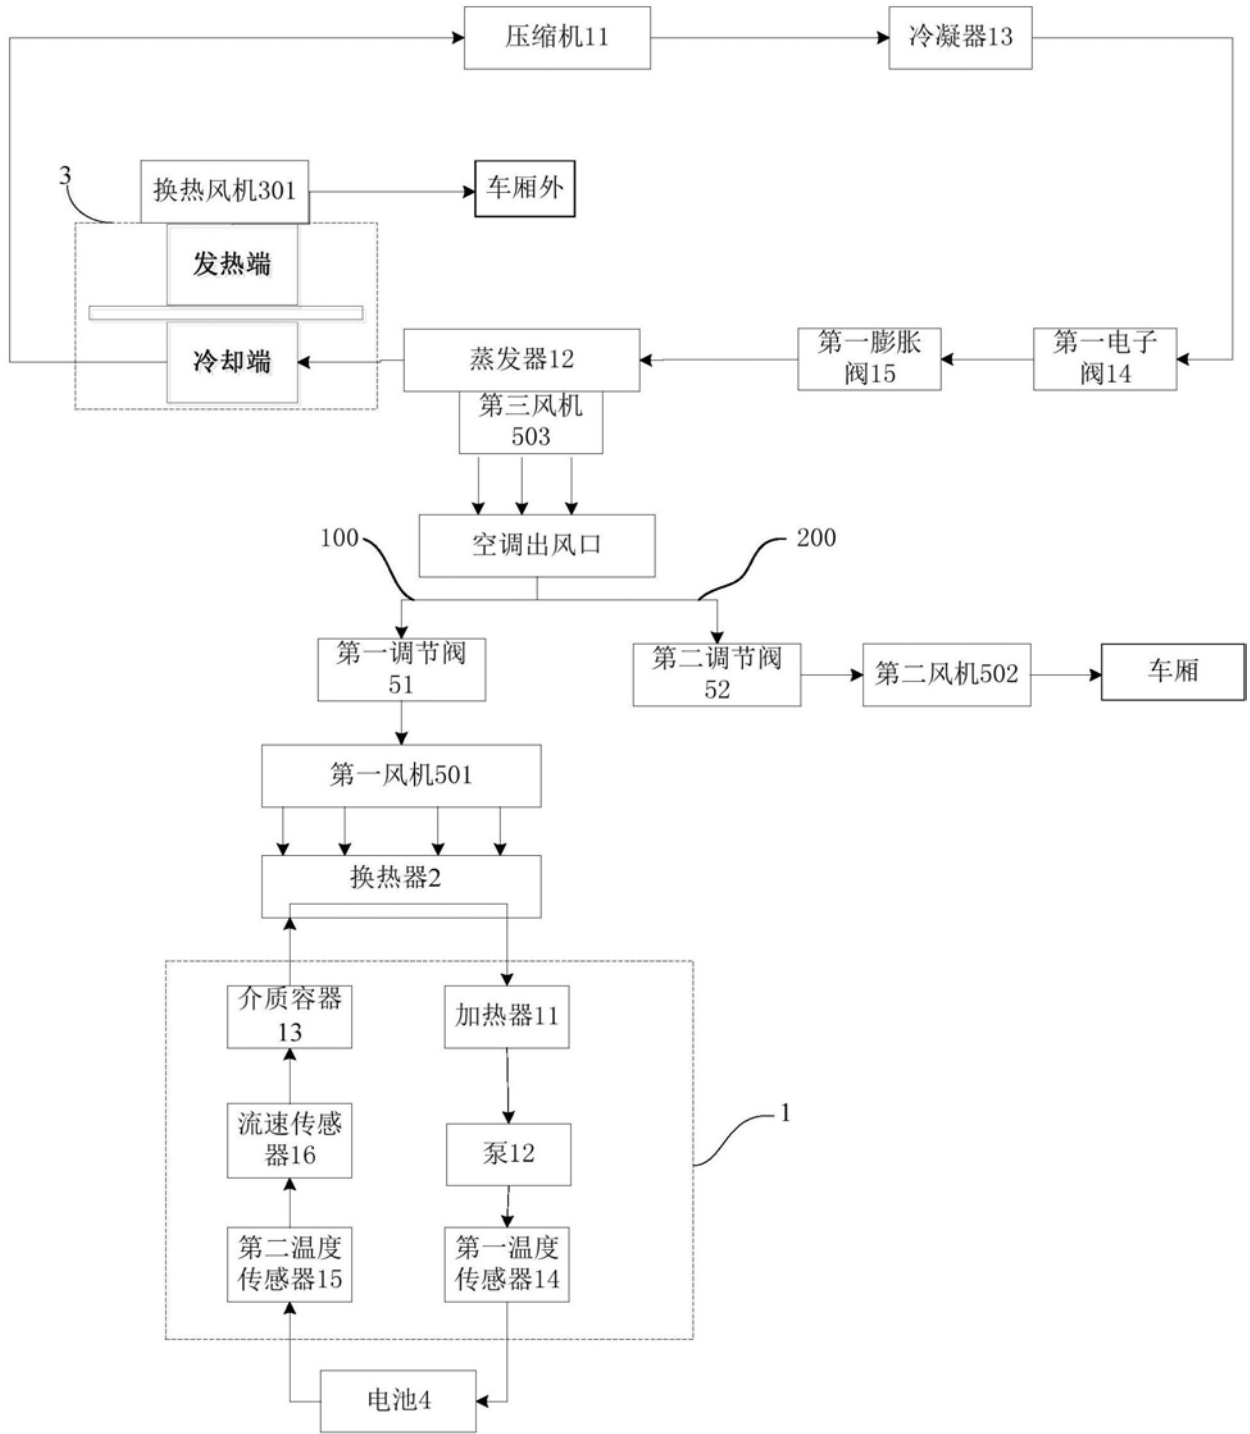 压缩机11
冷凝器13
3
换热风机301
车厢外
发热端
冷却端
蒸发器12
第一膨胀
阀15
第一电子
阀14
第三风机
503
100
空调出风口
200
第一调节阀
51
第二调节阀
52
第二风机502
车厢
第一风机501
换热器2
介质容器
13
加热器11
流速传感
器16
泵12
1
第二温度
传感器15
第一温度
传感器14
电池4